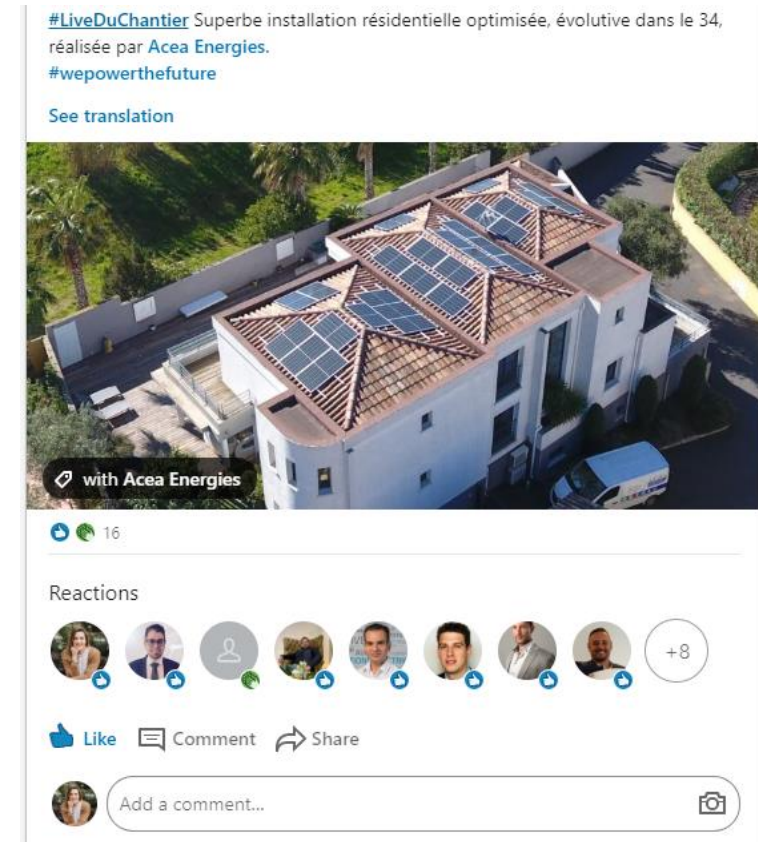 #LiveDuChantier Superbe installation résidentielle optimisée, évolutive dans le 34,
réalisée par Acea Energies.
#wepowerthefuture
See translation
with Acea Energies
16
Reactions
+8
Like Comment Share
Add a comment...